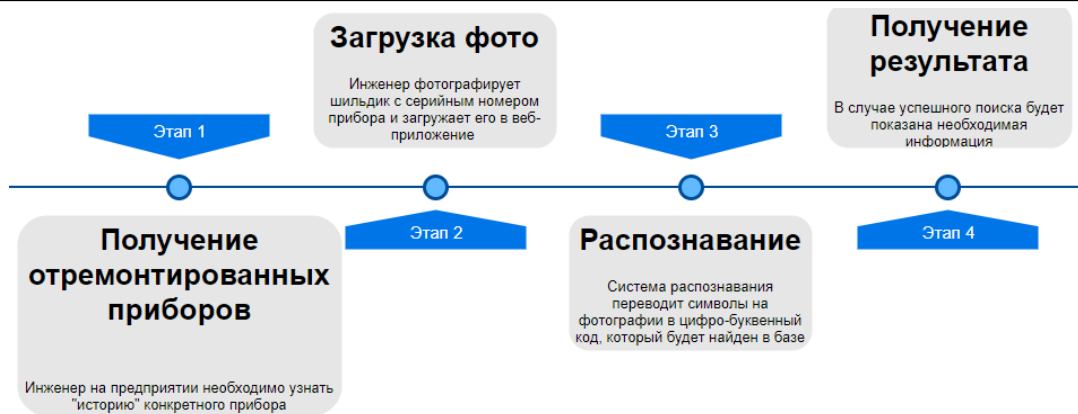 Этап 1
Получение
отремонтированных
приборов
Инженер на предприятии необходимо узнать
"историю" конкретного прибора
Загрузка фото
Инженер фотографирует
шильдик с серийным номером
прибора и загружает его в веб-
приложение
Этап 2
Этап 3
Распознавание
Система распознавания
переводит символы на
фотографии в цифро-буквенный
код, который будет найден в базе
Получение
результата
В случае успешного поиска будет
показана необходимая
информация
Этап 4